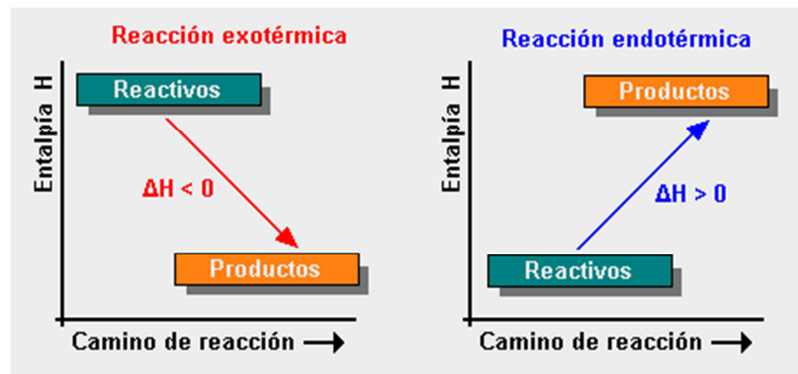 Reacción exotérmica
Entalpía H
Reactivos
ΔH < 0
Productos
Camino de reacción →
Reacción endotérmica
Entalpía H
Productos
ΔH > 0
Reactivos
Camino de reacción →